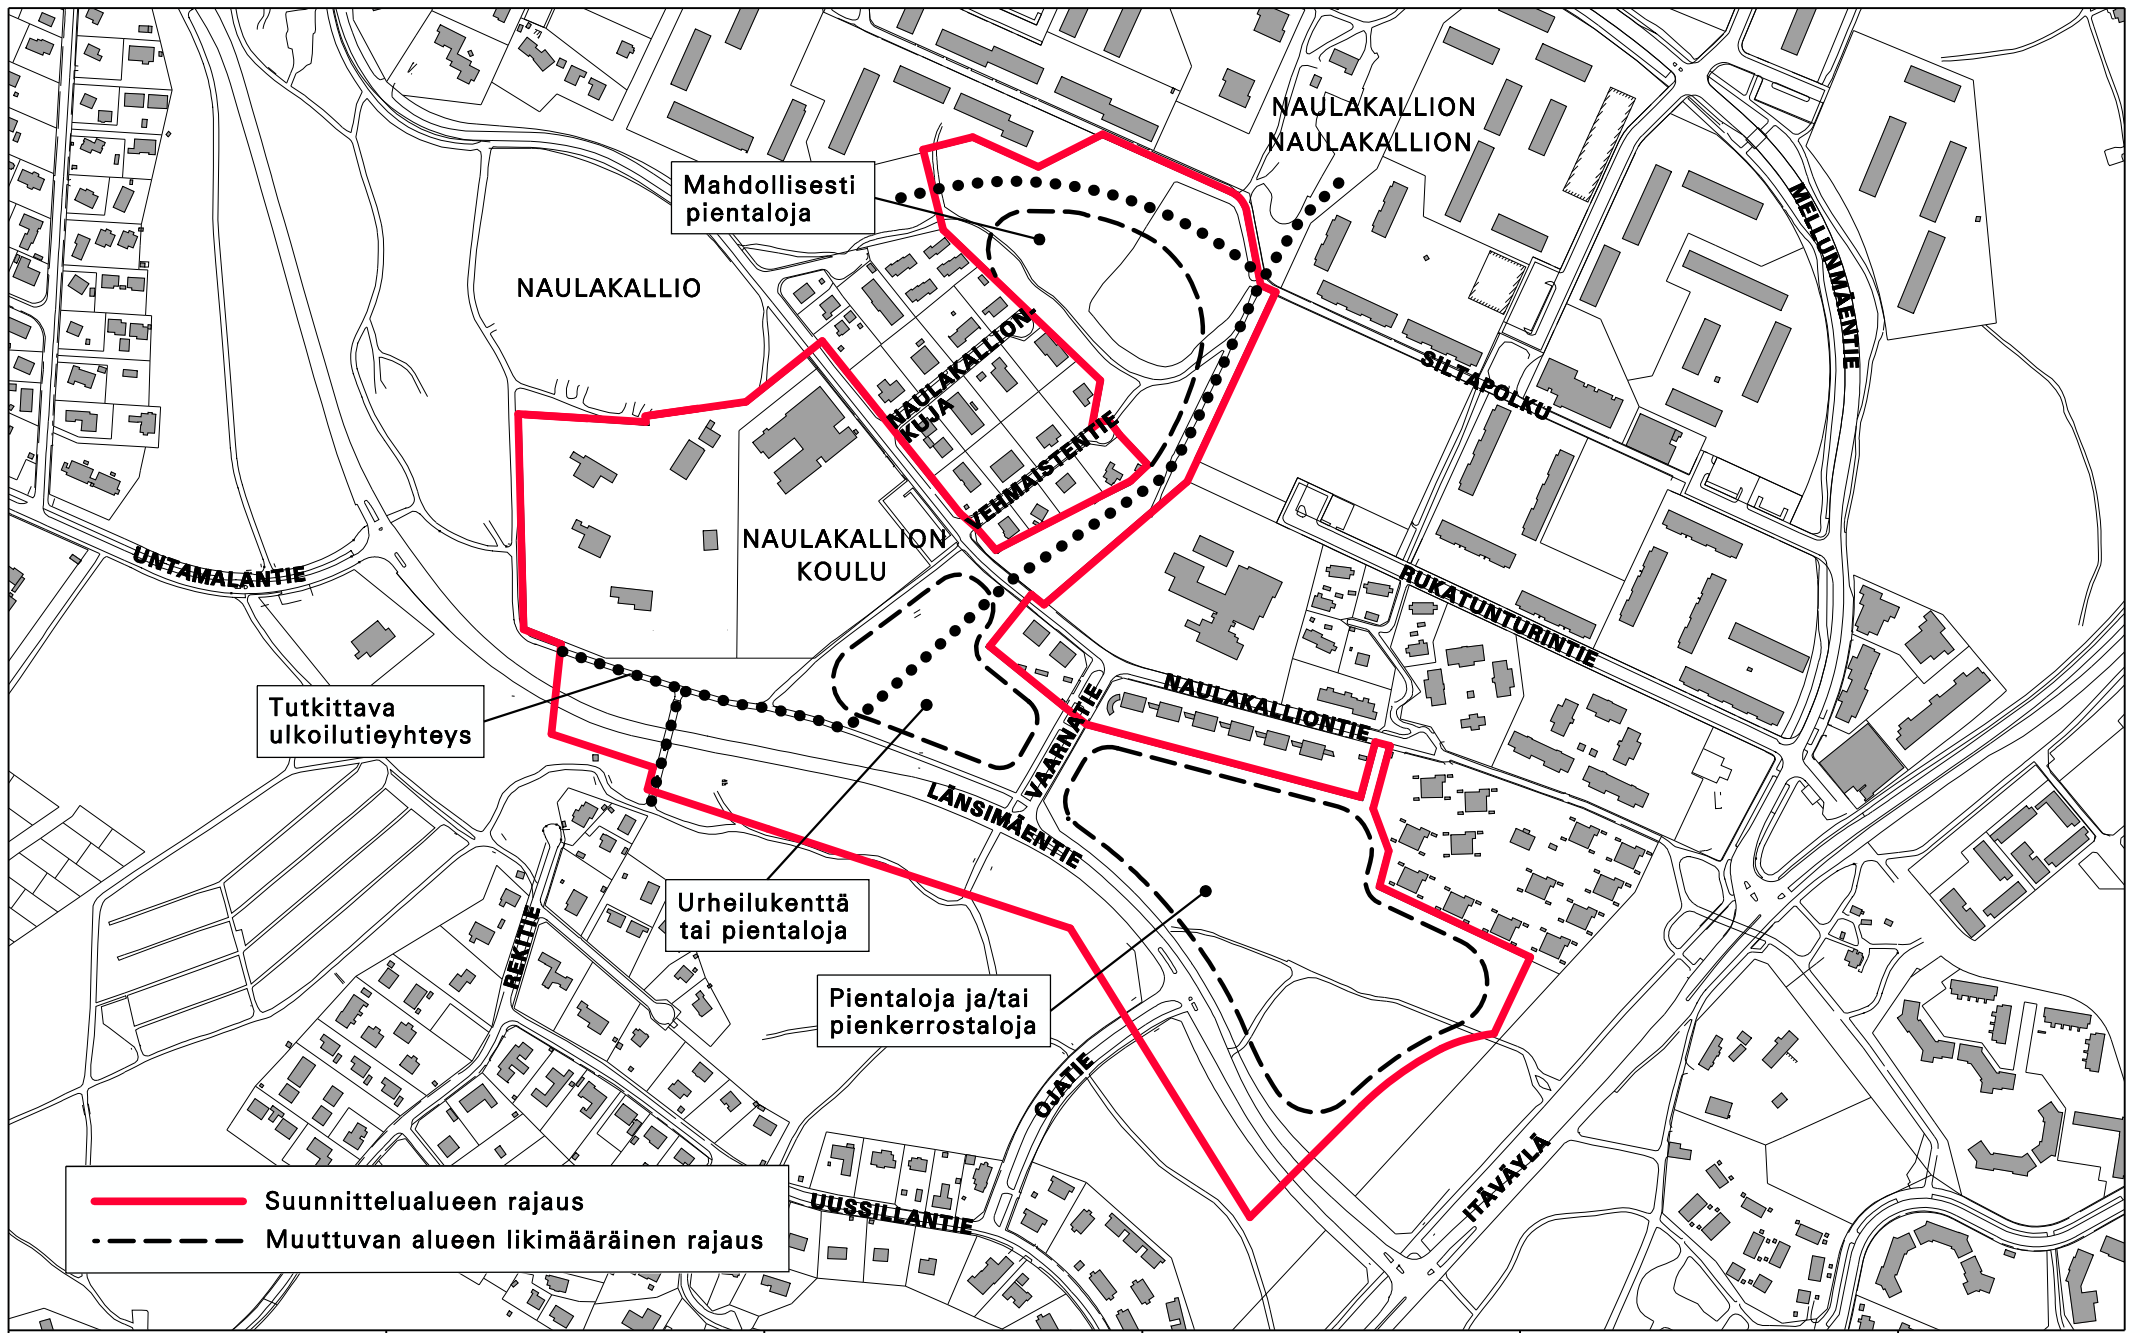 NAULAKALLION
NAULAKALLION
Mahdollisesti
pientaloja
MELLUNMÄENTIE
NAULAKALLIO
NAULAKALLION-
KUJA
SILTAPOLKU
VEHMAISTENTIE
UNTAMALANTIE
NAULAKALLION
KOULU
RUKATUNTURINTIE
Tutkittava
ulkoilutieyhteys
NAULAKALLIONTIE
VAARNATIE
LÄNSIMÄENTIE
Urheilukenttä
tai pientaloja
REKITIE
Pientaloja ja/tai
pienkerrostaloja
OJATIE
ITÄVÄYLÄ
UUSSILLANTIE
Suunnittelualueen rajaus
Muuttuvan alueen likimääräinen rajaus